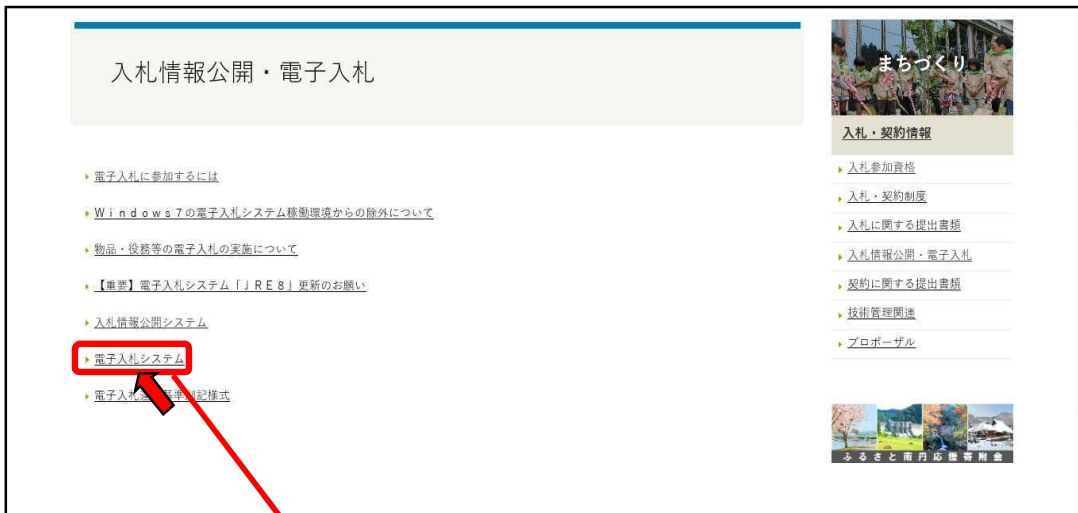 入札情報公開・電子入札
電子入札に参加するには
Ｗｉｎｄｏｗｓ７の電子入札システム稼働環境からの除外について
物品・役務等の電子入札の実施について
【重要】電子入札システム「ＪＲＥ８」更新のお願い
入札情報公開システム
電子入札システム
電子入札運 基準別記様式
まちづくり
入札・契約情報
入札参加資格
入札・契約制度
入札に関する提出書類
入札情報公開・電子入札
契約に関する提出書類
技術管理関連
プロポーザル
ふるさと南丹応援寄附金